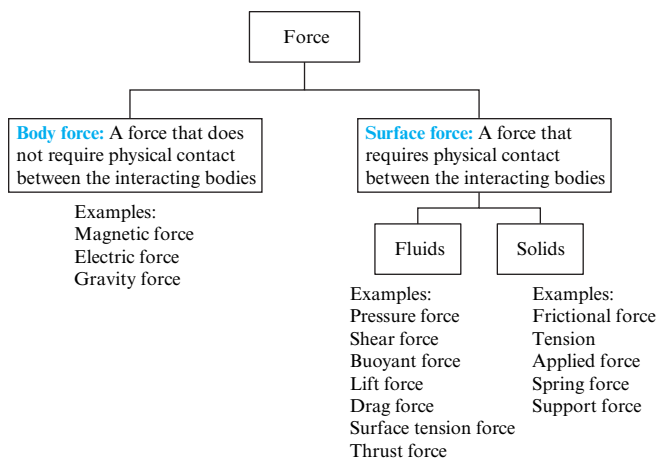 Force
Body force: A force that does
not require physical contact
between the interacting bodies
Examples:
Magnetic force
Electric force
Gravity force
Surface force: A force that
requires physical contact
between the interacting bodies
Fluids
Examples:
Pressure force
Shear force
Buoyant force
Lift force
Drag force
Surface tension force
Thrust force
Solids
Examples:
Frictional force
Tension
Applied force
Spring force
Support force